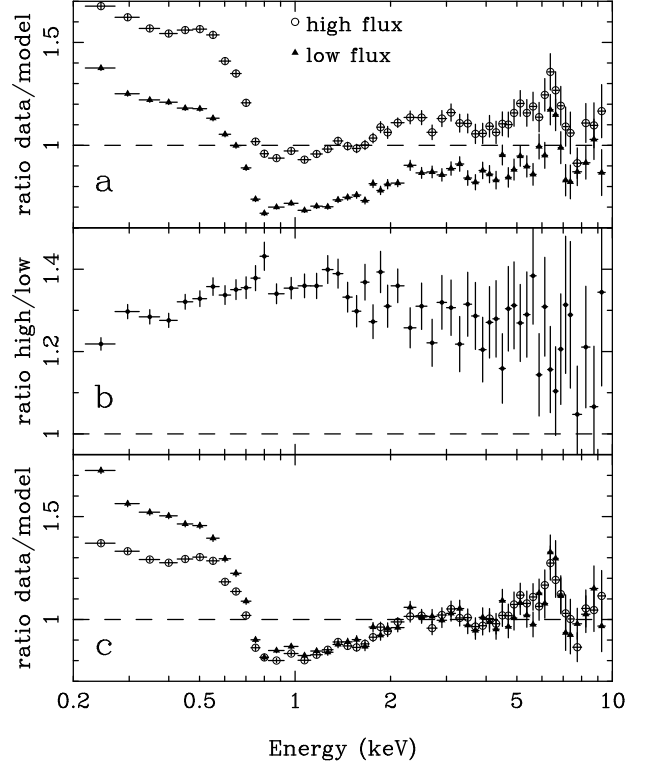 high flux
low flux
ratio data/model
1.5
1
a
ratio high/low
1.4
1.2
1
b
ratio data/model
1.5
1
c
0.2
0.5
1
2
5
10
Energy (keV)